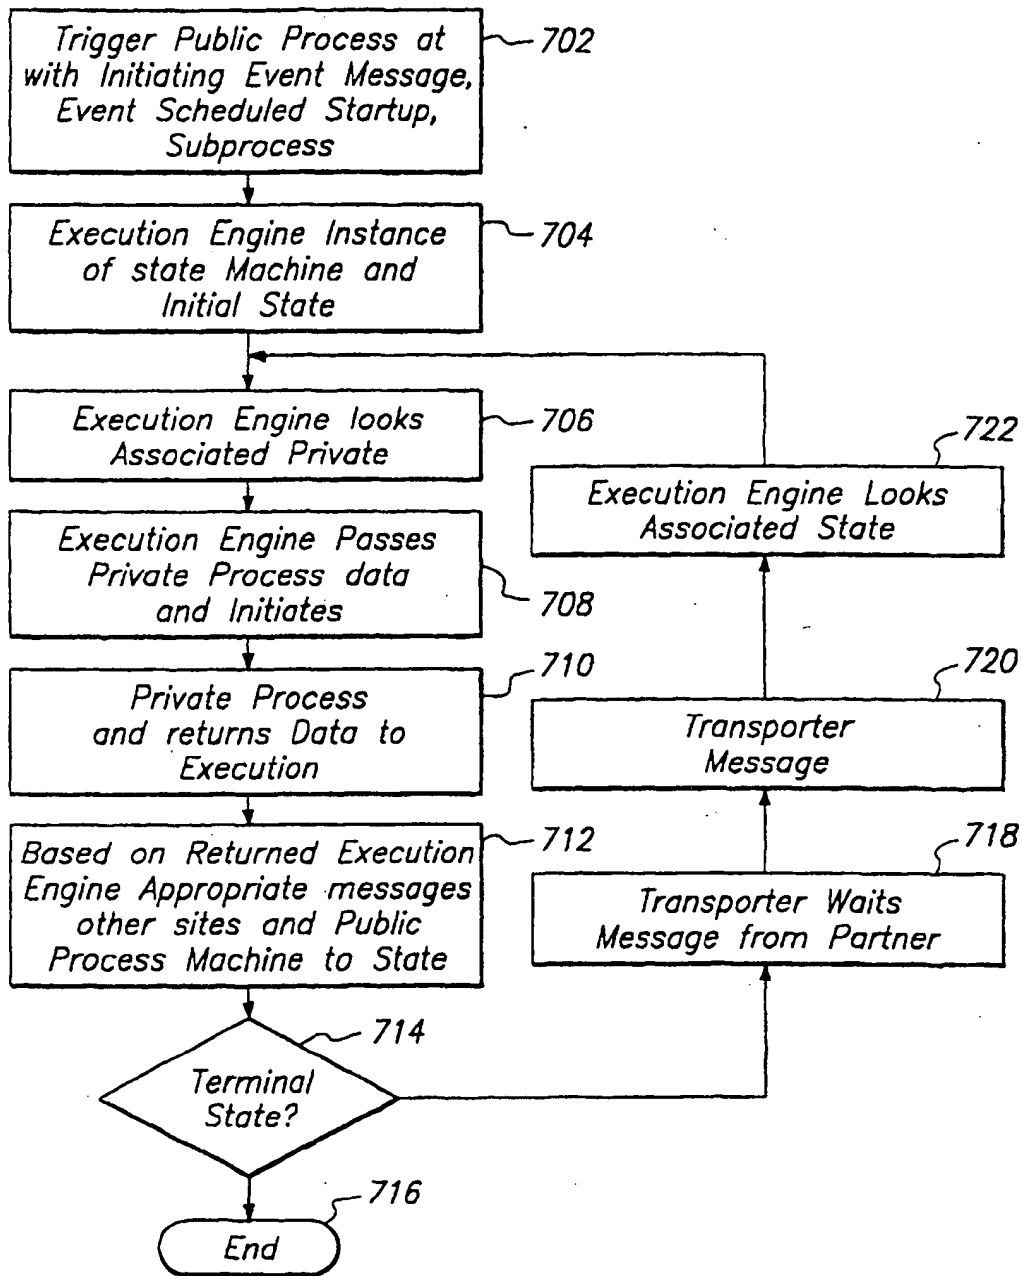 Trigger Public Process at
with Initiating Event Message,
Event Scheduled Startup,
Subprocess
702
Execution Engine Instance
of state Machine and
Initial State
704
Execution Engine looks
Associated Private
706
Execution Engine Passes
Private Process data
and Initiates
708
Private Process
and returns Data to
Execution
710
Based on Returned Execution
Engine Appropriate messages
other sites and Public
Process Machine to State
712
Terminal
State?
714
End
716
Transporter Waits
Message from Partner
718
Transporter
Message
720
Execution Engine Looks
Associated State
722